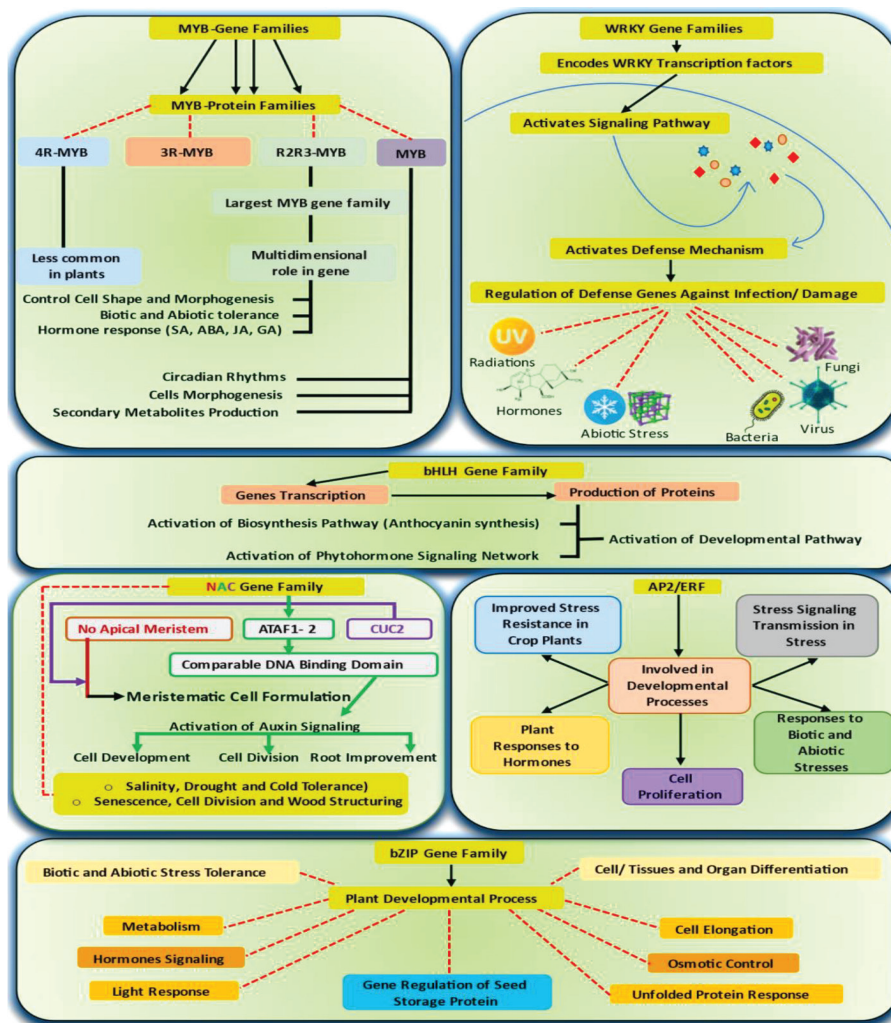 MYB-Gene Families
MYB-Protein Families
4R-MYB
3R-MYB
R2R3-MYB
MYB
Largest MYB gene family
Less common
in plants
Multidimensional
role in gene
Control Cell Shape and Morphogenesis
Biotic and Abiotic tolerance
Hormone response (SA, ABA, JA, GA)
Circadian Rhythms
Cells Morphogenesis
Secondary Metabolites Production
WRKY Gene Families
Encodes WRKY Transcription factors
Activates Signaling Pathway
Activates Defense Mechanism
Regulation of Defense Genes Against Infection/ Damage
UV
Radiations
Hormones
Abiotic Stress
Bacteria
Virus
Fungi
bHLH Gene Family
Genes Transcription
Production of Proteins
Activation of Biosynthesis Pathway (Anthocyanin synthesis)
Activation of Developmental Pathway
Activation of Phytohormone Signaling Network
NAC Gene Family
No Apical Meristem
ATAF1- 2
CUC2
Comparable DNA Binding Domain
Meristematic Cell Formulation
Activation of Auxin Signaling
Cell Development
Cell Division
Root Improvement
o Salinity, Drought and Cold Tolerance)
o Senescence, Cell Division and Wood Structuring
AP2/ERF
Improved Stress
Resistance in
Crop Plants
Stress Signaling
Transmission in
Stress
Involved in
Developmental
Processes
Plant
Responses to
Hormones
Cell
Proliferation
Responses to
Biotic and
Abiotic
Stresses
bZIP Gene Family
Biotic and Abiotic Stress Tolerance
Cell/ Tissues and Organ Differentiation
Plant Developmental Process
Metabolism
Cell Elongation
Hormones Signaling
Osmotic Control
Light Response
Gene Regulation of Seed
Storage Protein
Unfolded Protein Response